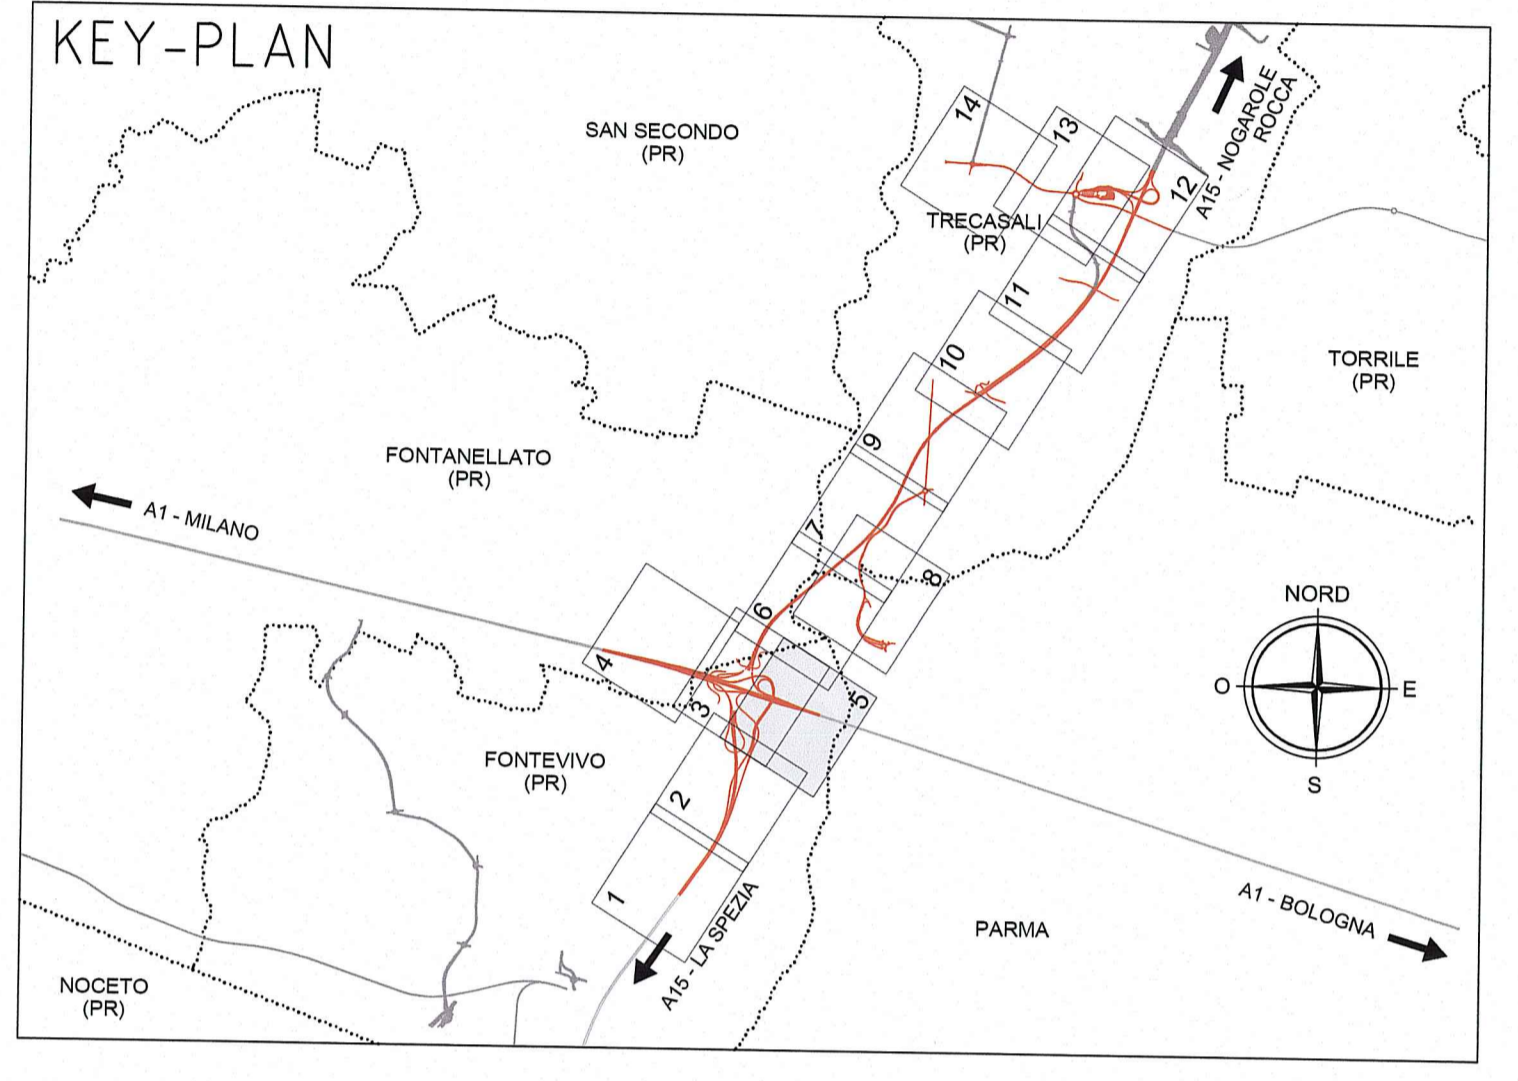 KEY-PLAN
SAN SECONDO
(PR)
14
13
12
A15 - NOGAROLE
ROCCA
TRECASALI
(PR)
11
10
TORRILE
(PR)
9
FONTANELLATO
(PR)
A1 - MILANO
7
8
6
NORD
O
E
S
4
3
5
FONTEVIVO
(PR)
2
1
A15 - LA SPEZIA
PARMA
A1 - BOLOGNA
NOCETO
(PR)